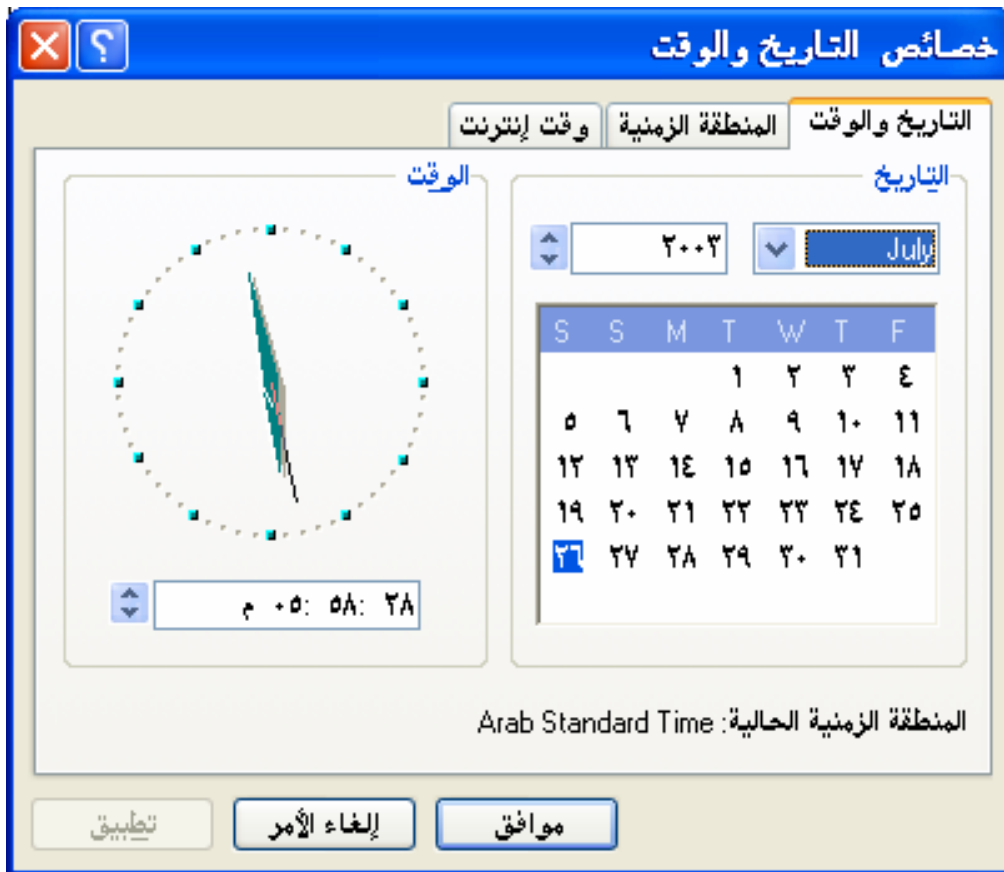 خصائص التاريخ والوقت
التاريخ والوقت
المنطقة الزمنية
وقت إنترنت
التاريخ
July
٢٠٠٣
S S M T W T F
١ ٢ ٣ ٤
٥ ٦ ٧ ٨ ٩ ١٠ ١١
١٢ ١٣ ١٤ ١٥ ١٦ ١٧ ١٨
١٩ ٢٠ ٢١ ٢٢ ٢٣ ٢٤ ٢٥
٢٦ ٢٧ ٢٨ ٢٩ ٣٠ ٣١
الوقت
٠٥: ٥٨: ٢٨ م
المنطقة الزمنية الحالية: Arab Standard Time
موافق
إلغاء الأمر
تطبيق